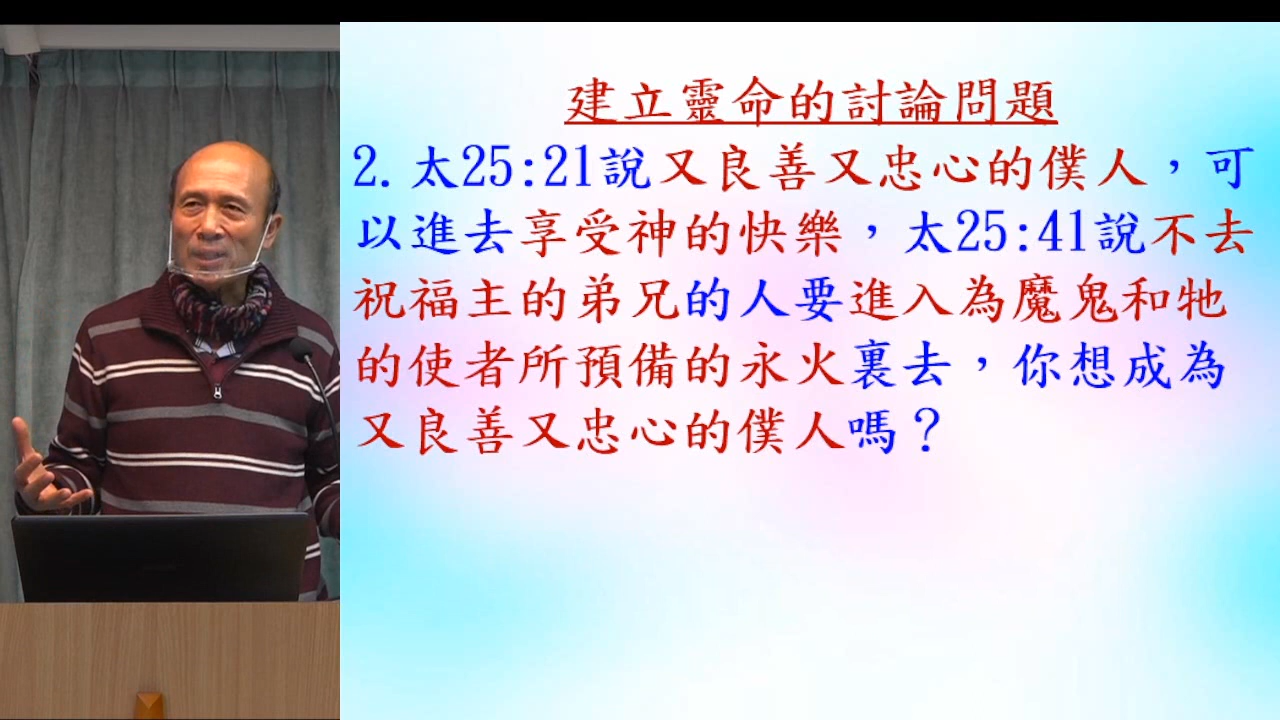 建立靈命的討論問題
2. 太25:21說又良善又忠心的僕人，可
以進去享受神的快樂，太25:41說不去
祝福主的弟兄的人要進入為魔鬼和牠
的使者所預備的永火裏去，你想成為
又良善又忠心的僕人嗎？